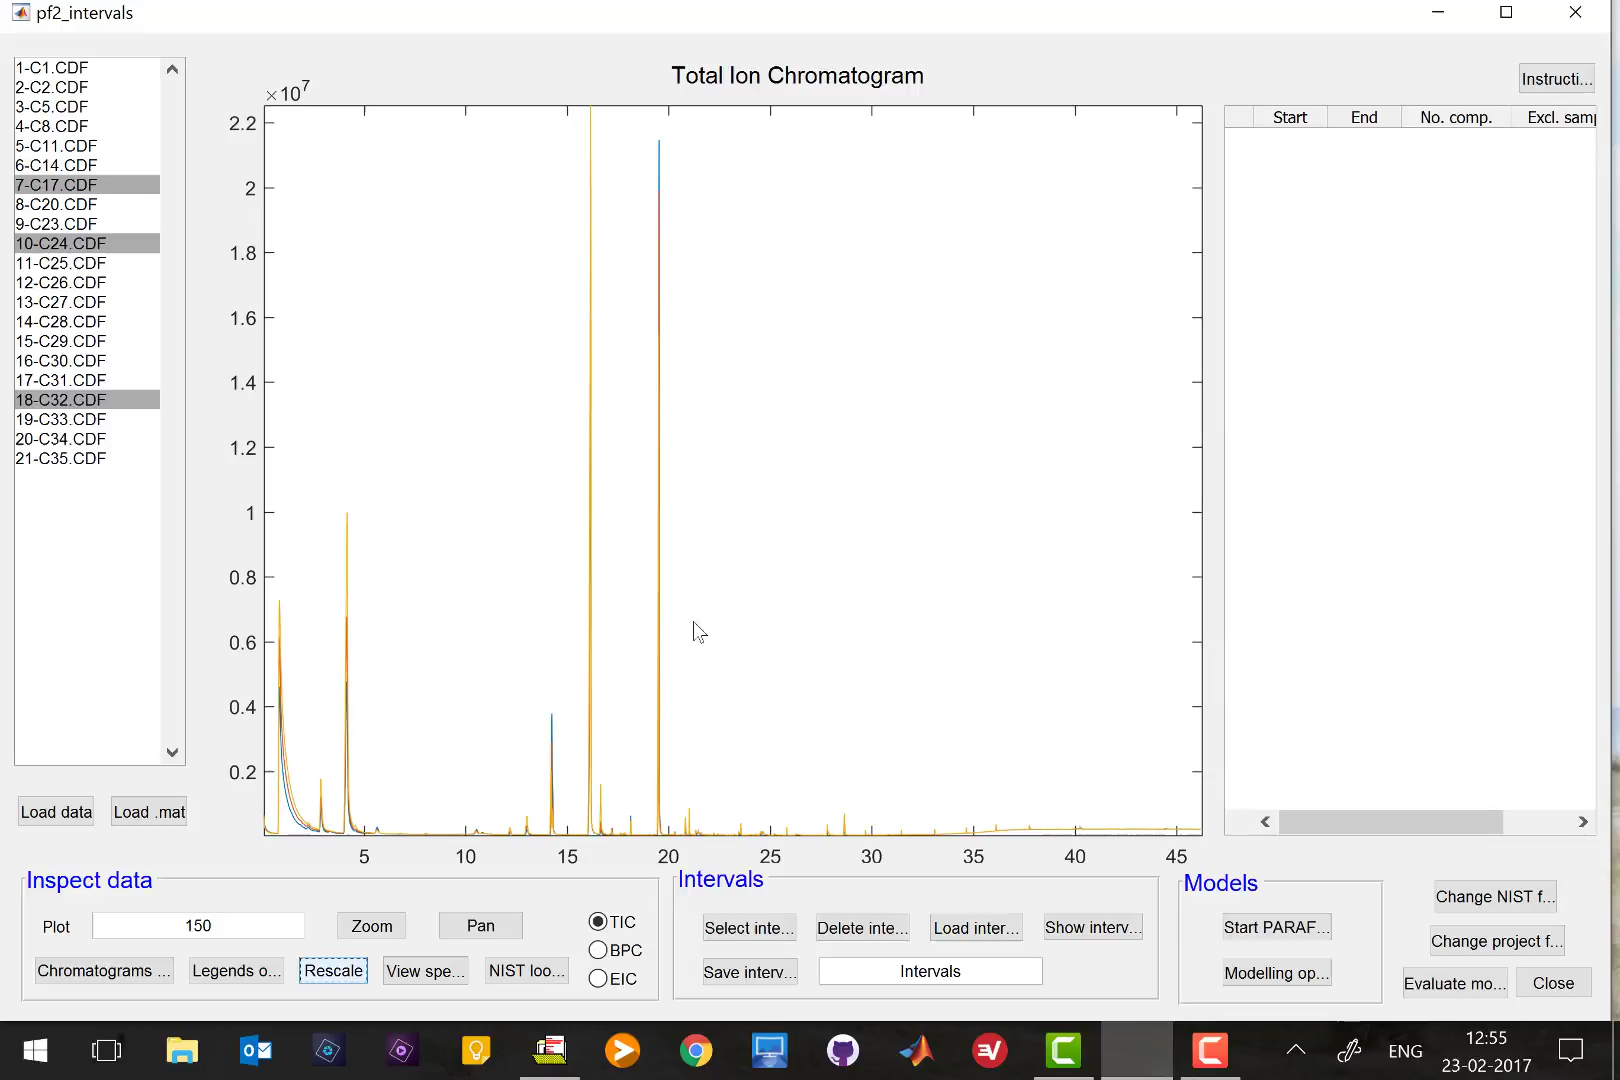 pf2_intervals
1-C1.CDF
2-C2.CDF
3-C5.CDF
4-C8.CDF
5-C11.CDF
6-C14.CDF
7-C17.CDF
8-C20.CDF
9-C23.CDF
10-C24.CDF
11-C25.CDF
12-C26.CDF
13-C27.CDF
14-C28.CDF
15-C29.CDF
16-C30.CDF
17-C31.CDF
18-C32.CDF
19-C33.CDF
20-C34.CDF
21-C35.CDF
Load data
Load .mat
Total Ion Chromatogram
×10⁷
2.2
2
1.8
1.6
1.4
1.2
1
0.8
0.6
0.4
0.2
5 10 15 20 25 30 35 40 45
Instructi...
Start End No. comp. Excl. samp
Inspect data
Plot 150 Zoom Pan
Chromatograms ... Legends o... Rescale View spe... NIST loo...
TIC
BPC
EIC
Intervals
Select inte... Delete inte... Load inter... Show interv...
Save interv... Intervals
Models
Start PARAF...
Modelling op...
Change NIST f...
Change project f...
Evaluate mo... Close
ENG
12:55
23-02-2017